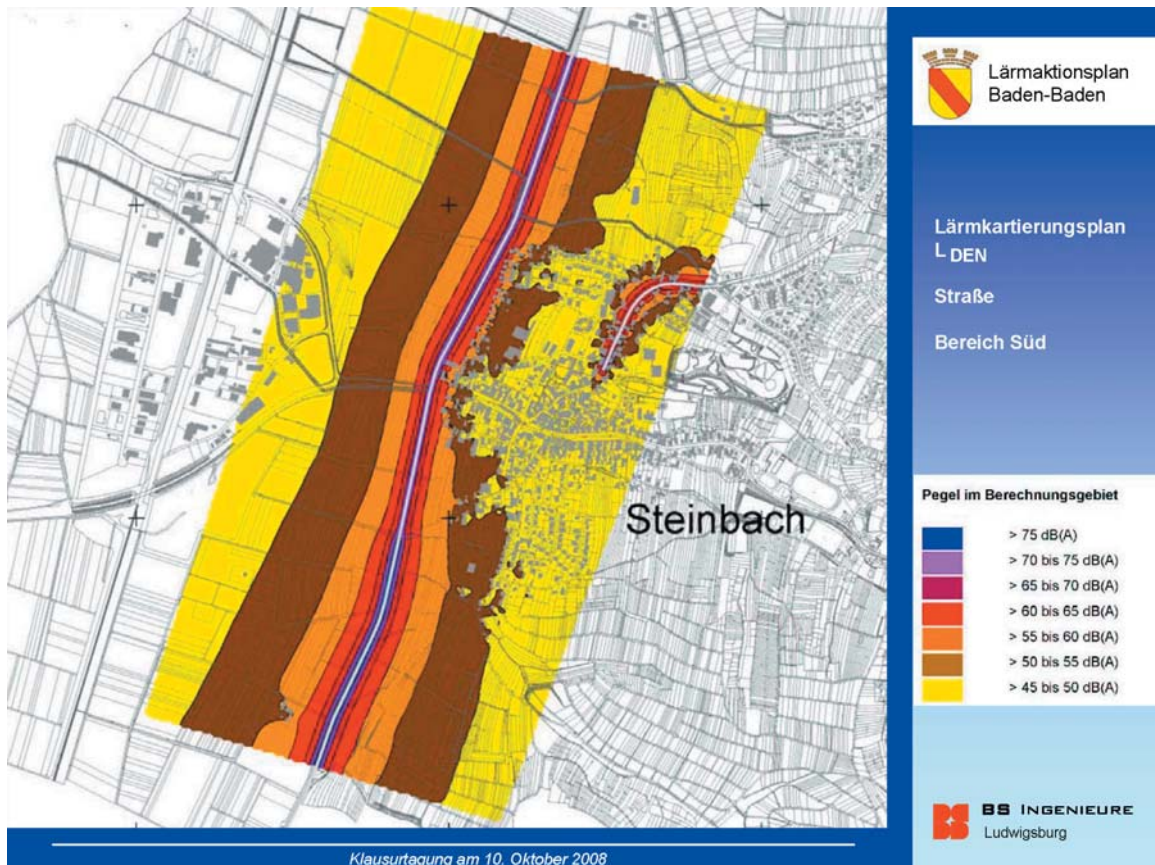 Steinbach
Lärmaktionsplan
Baden-Baden
Lärmkartierungsplan
L DEN
Straße
Bereich Süd
Pegel im Berechnungsgebiet
> 75 dB(A)
> 70 bis 75 dB(A)
> 65 bis 70 dB(A)
> 60 bis 65 dB(A)
> 55 bis 60 dB(A)
> 50 bis 55 dB(A)
> 45 bis 50 dB(A)
BS INGENIEURE
Ludwigsburg
Klausurtagung am 10. Oktober 2008